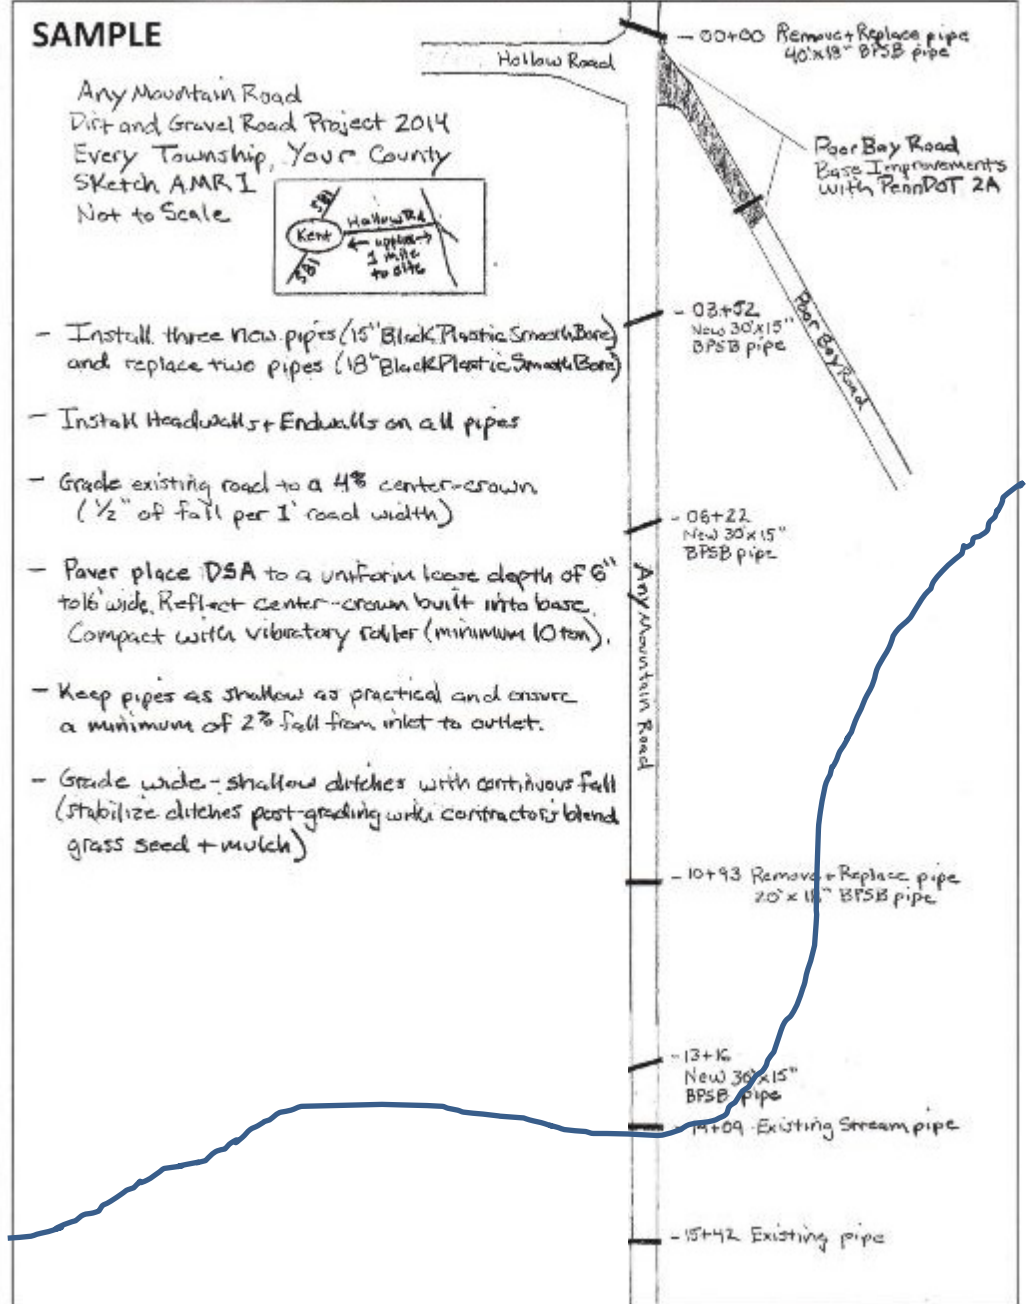 SAMPLE
Any Mountain Road
Dirt and Gravel Road Project 2014
Every Township, Your County
Sketch AMR1
Not to Scale
581
Kent
Hollow Rd
1 mile
to site
581
- Install three new pipes (15" Black Plastic Smooth Bore)
and replace two pipes (18" Black Plastic Smooth Bore)
- Install Headwalls + Endwalls on all pipes
- Grade existing road to a 4% center-crown
(1/2" of fall per 1' road width)
- Paver place DSA to a uniform loose depth of 6"
to 16' wide. Reflect center-crown built into base.
Compact with vibratory roller (minimum 10 ton).
- Keep pipes as shallow as practical and ensure
a minimum of 2% fall from inlet to outlet.
- Grade wide-shallow ditches with continuous fall
(stabilize ditches post-grading with contractor's blend
grass seed + mulch)
Hollow Road
- 00+00 Remove + Replace pipe
40'x18" BPSB pipe
Poor Boy Road
Base Improvements
with PennDOT 2A
Poor Boy Road
- 03+52
New 30'x15"
BPSB pipe
- 06+22
New 30'x15"
BPSB pipe
Any Mountain Road
- 10+93 Remove + Replace pipe
20'x18" BPSB pipe
- 13+16
New 30'x15"
BPSB pipe
- 14+09 Existing Stream pipe
- 15+42 Existing pipe